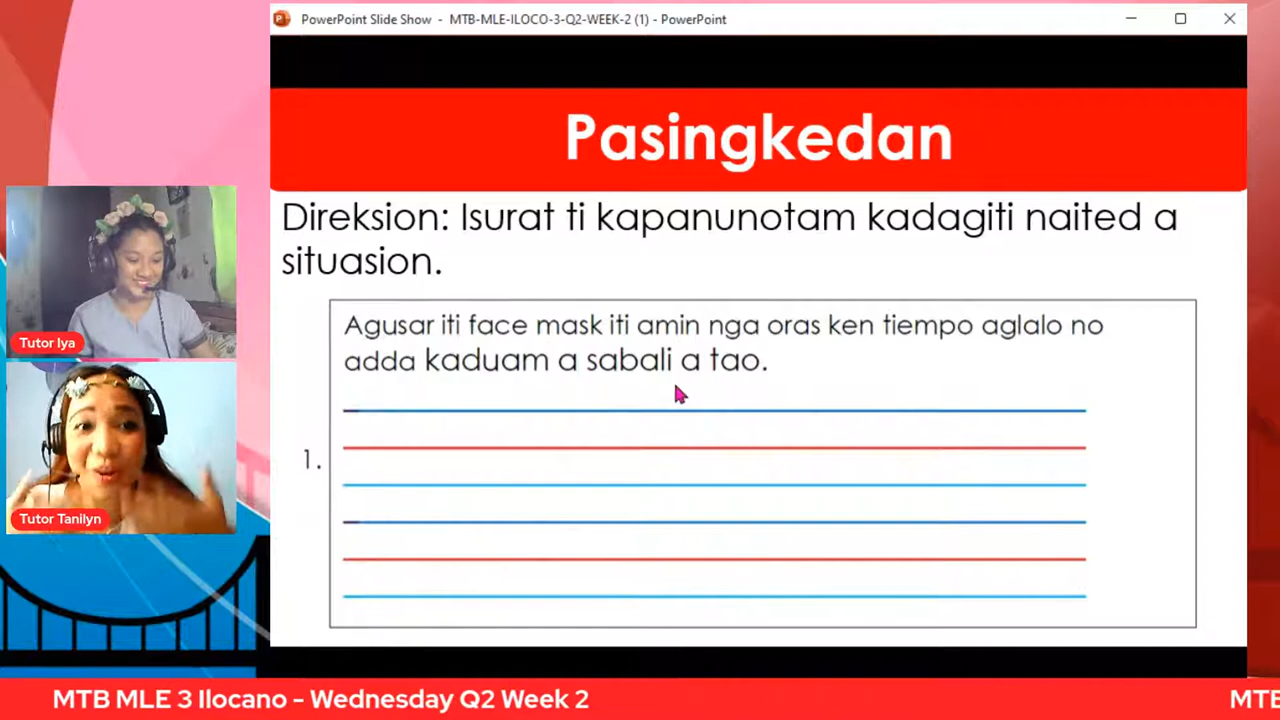 PowerPoint Slide Show - MTB-MLE-ILOCO-3-Q2-WEEK-2 (1) - PowerPoint
Pasingkedan
Direksion: Isurat ti kapanunotam kadagiti naited a
situasion.
Agusar iti face mask iti amin nga oras ken tiempo aglalo no
adda kaduam a sabali a tao.
1.
Tutor Iya
Tutor Tanilyn
MTB MLE 3 Ilocano - Wednesday Q2 Week 2
MTB